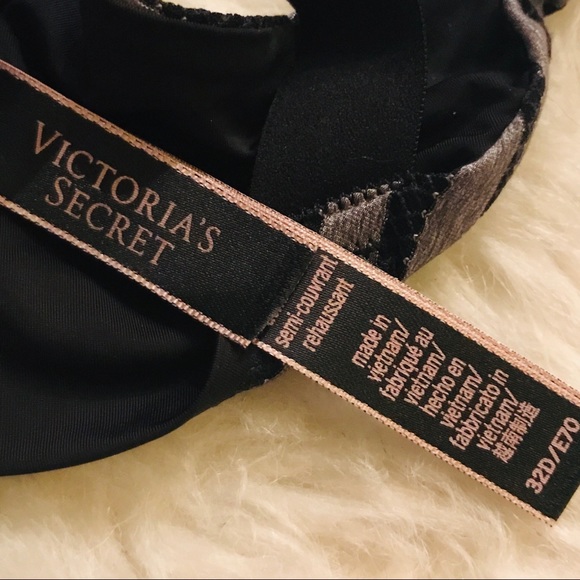 VICTORIA'S
SECRET
semi-couvrant
rehaussant
made in
vietnam/
fabriqué au
vietnam/
hecho en
vietnam/
fabbricato in
vietnam/
越南制造
32D/E70